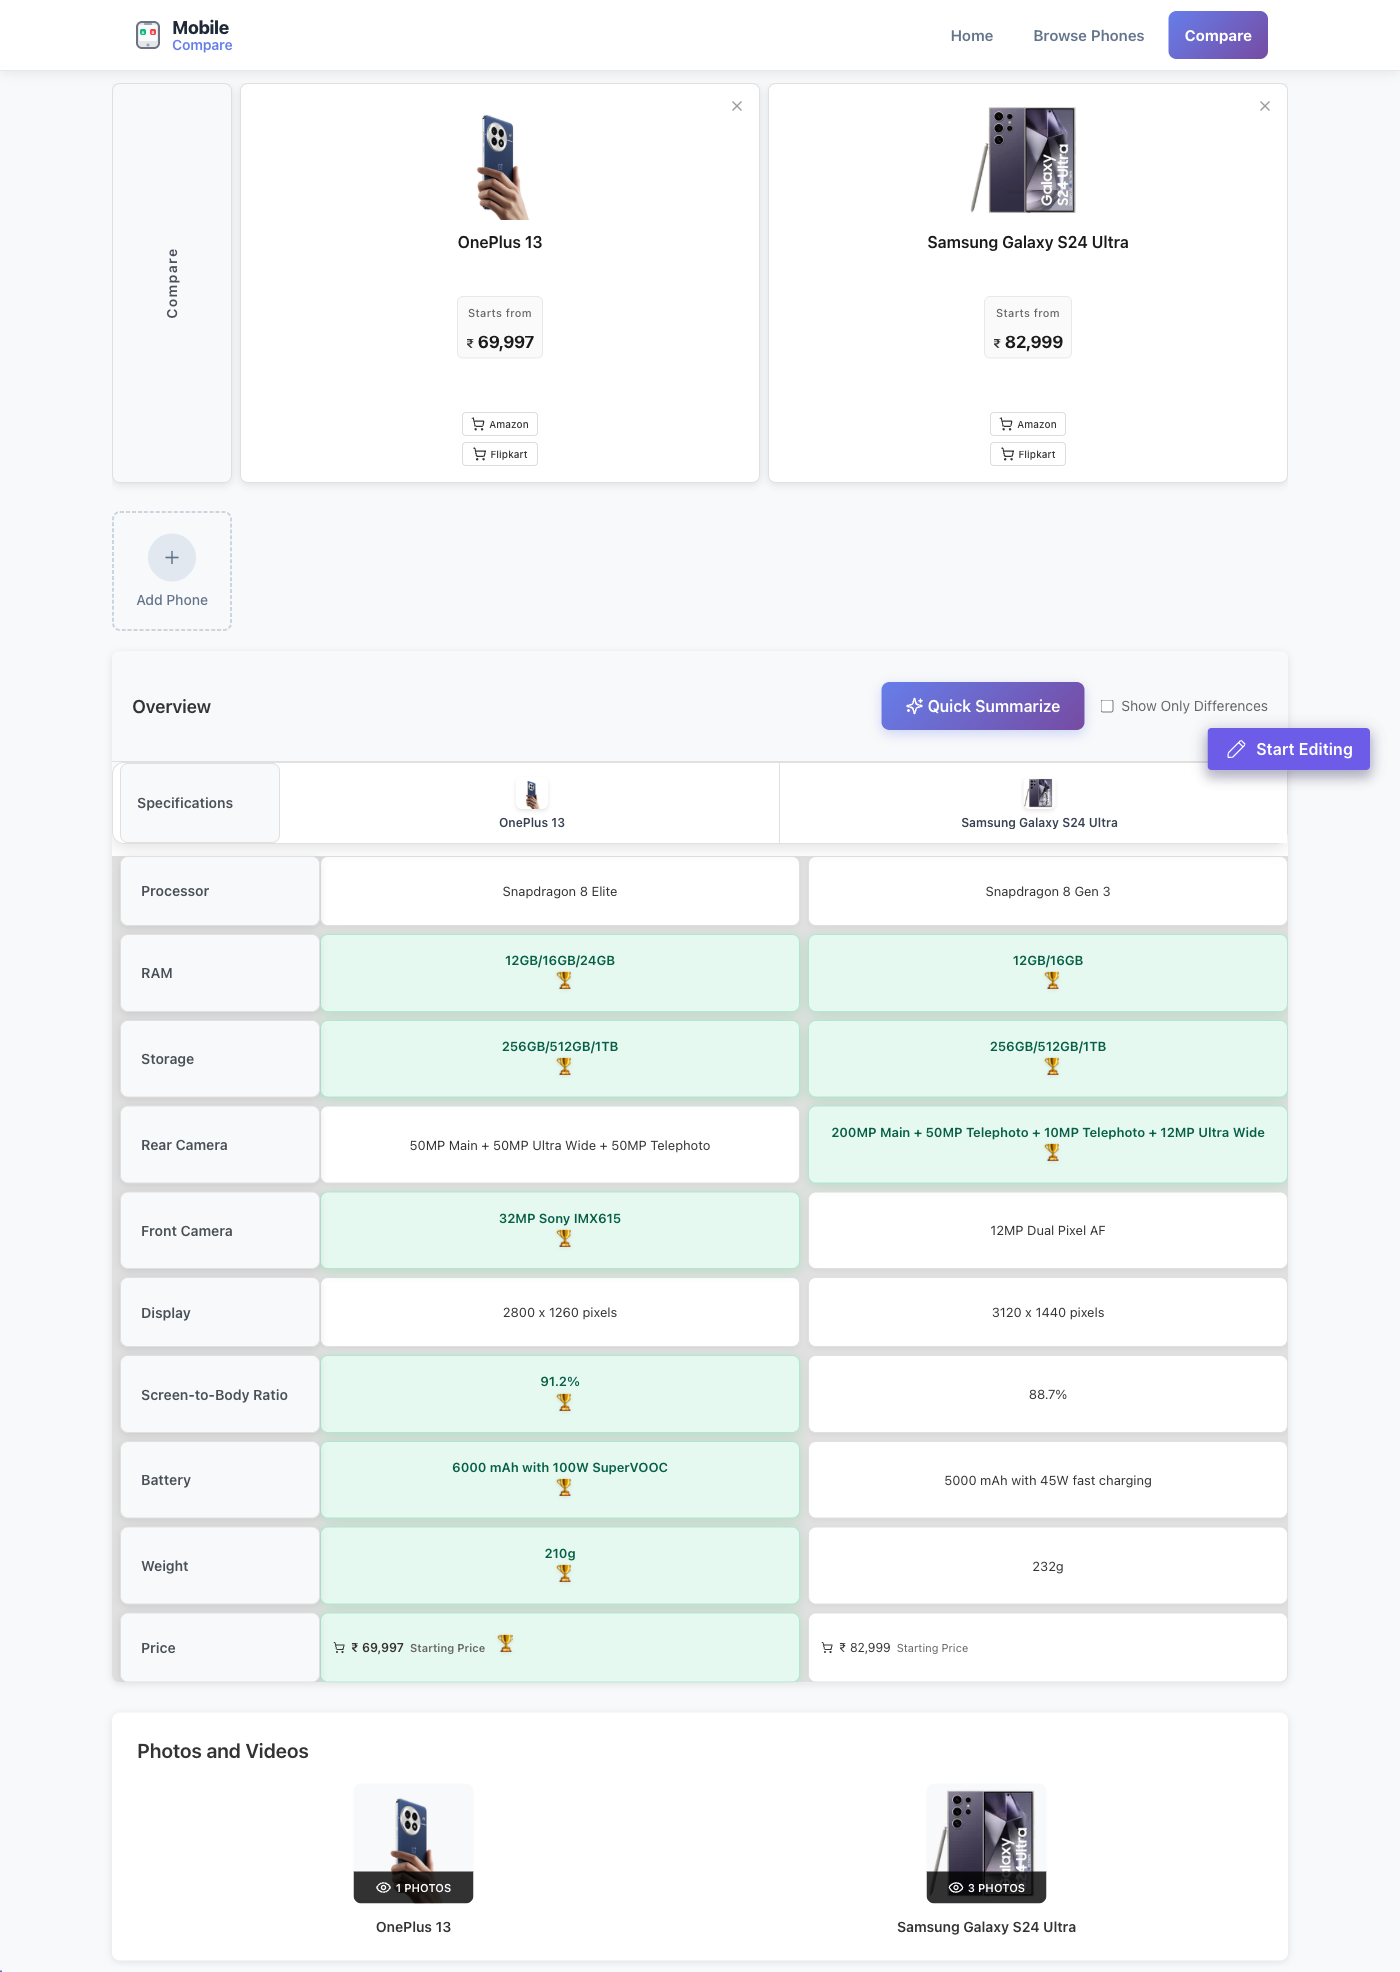 Mobile
Compare
Home
Browse Phones
Compare
Compare
OnePlus 13
Starts from
₹ 69,997
Amazon
Flipkart
Galaxy
S24 Ultra
Samsung Galaxy S24 Ultra
Starts from
₹ 82,999
Amazon
Flipkart
Add Phone
Overview
Quick Summarize
Show Only Differences
Start Editing
Specifications
OnePlus 13
Samsung Galaxy S24 Ultra
Processor
Snapdragon 8 Elite
Snapdragon 8 Gen 3
RAM
12GB/16GB/24GB
12GB/16GB
Storage
256GB/512GB/1TB
256GB/512GB/1TB
Rear Camera
50MP Main + 50MP Ultra Wide + 50MP Telephoto
200MP Main + 50MP Telephoto + 10MP Telephoto + 12MP Ultra Wide
Front Camera
32MP Sony IMX615
12MP Dual Pixel AF
Display
2800 x 1260 pixels
3120 x 1440 pixels
Screen-to-Body Ratio
91.2%
88.7%
Battery
6000 mAh with 100W SuperVOOC
5000 mAh with 45W fast charging
Weight
210g
232g
Price
₹ 69,997 Starting Price
₹ 82,999 Starting Price
Photos and Videos
1 PHOTOS
OnePlus 13
3 PHOTOS
Samsung Galaxy S24 Ultra